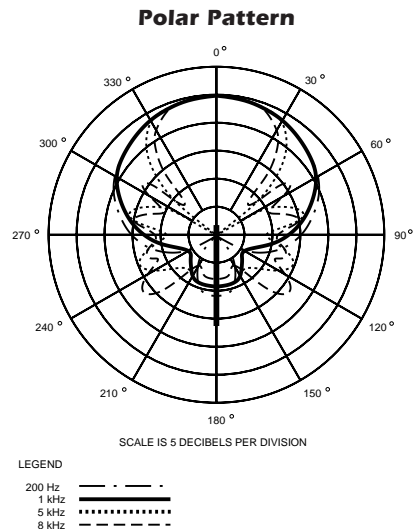 Polar Pattern
0°
330°
30°
300°
60°
270°
90°
240°
120°
210°
150°
180°
SCALE IS 5 DECIBELS PER DIVISION
LEGEND
200 Hz
1 kHz
5 kHz
8 kHz